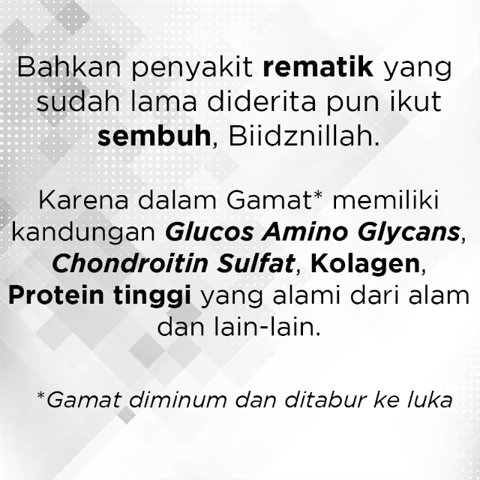 Bahkan penyakit rematik yang
sudah lama diderita pun ikut
sembuh, Biidznillah.
Karena dalam Gamat* memiliki
kandungan Glucos Amino Glycans,
Chondroitin Sulfat, Kolagen,
Protein tinggi yang alami dari alam
dan lain-lain.
*Gamat diminum dan ditabur ke luka